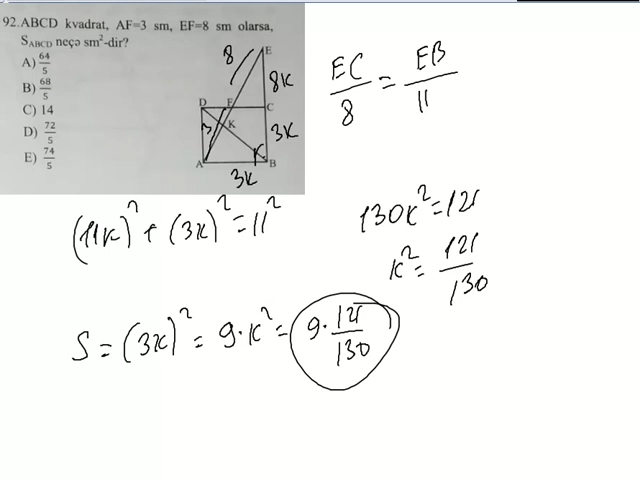 92.ABCD kvadrat, AF=3 sm, EF=8 sm olarsa,
S_ABCD neçə sm²-dir?
A) 64/5
B) 68/5
C) 14
D) 72/5
E) 74/5
8 E
8K
D F C
3 K 3K
A K B
3K
EC/8 = EB/11
(11K)² + (3K)² = 11²
130K² = 121
K² = 121/130
S = (3K)² = 9·K² = 9·121/130